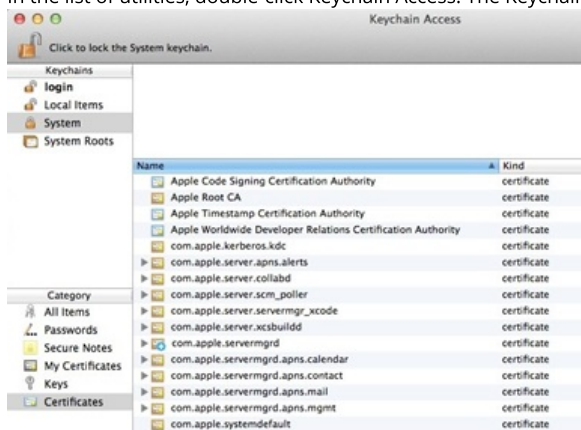 In the list of utilities, double-click Keychain Access. The Keychain
Keychain Access
Click to lock the System keychain.
Keychains
login
Local Items
System
System Roots
Name Kind
Apple Code Signing Certification Authority certificate
Apple Root CA certificate
Apple Timestamp Certification Authority certificate
Apple Worldwide Developer Relations Certification Authority certificate
com.apple.kerberos.kdc certificate
com.apple.server.apns.alerts certificate
com.apple.server.collabd certificate
com.apple.server.scm_poller certificate
com.apple.server.servermgr_xcode certificate
com.apple.server.xcsbuildd certificate
com.apple.servermgrd certificate
com.apple.servermgrd.apns.calendar certificate
com.apple.servermgrd.apns.contact certificate
com.apple.servermgrd.apns.mail certificate
com.apple.servermgrd.apns.mgmt certificate
com.apple.systemdefault certificate
Category
All Items
Passwords
Secure Notes
My Certificates
Keys
Certificates